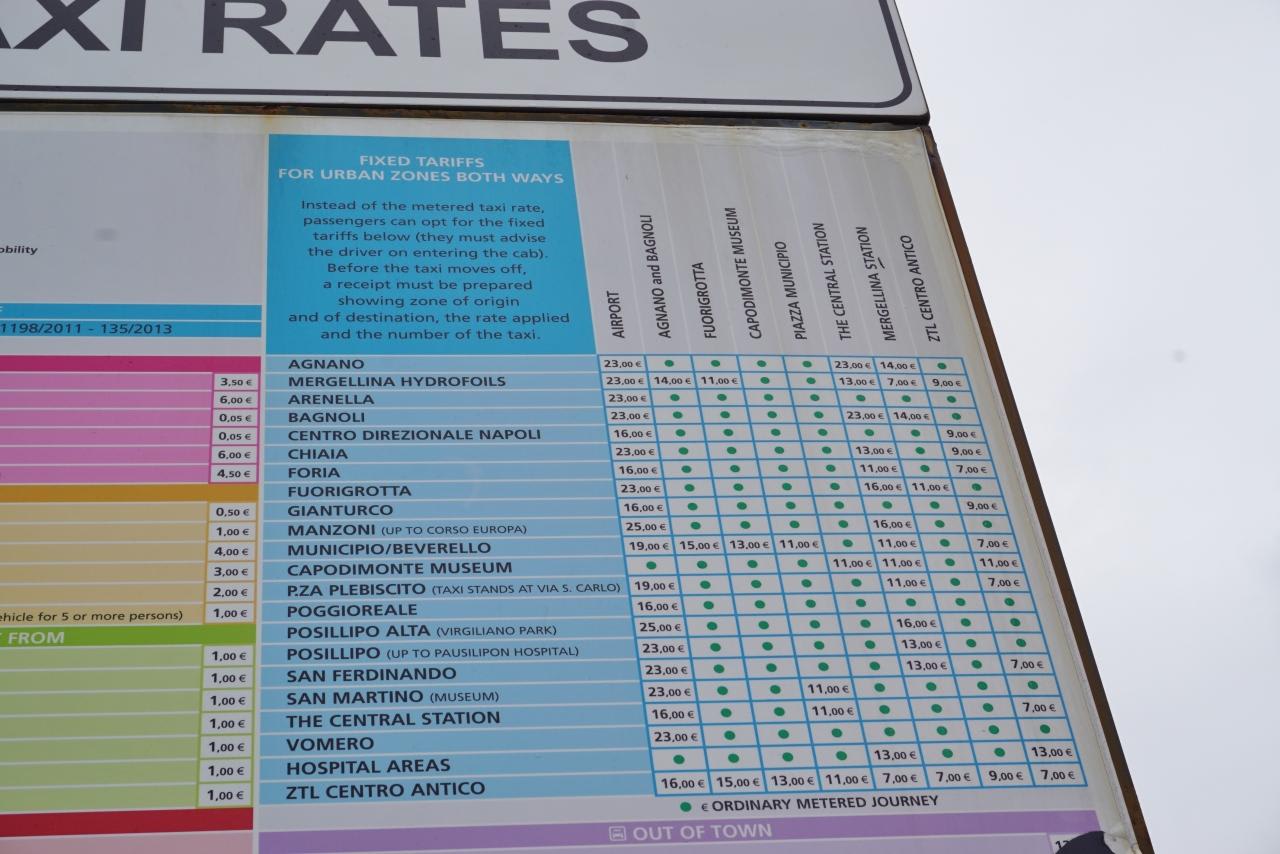 AXI RATES
obility
1198/2011 - 135/2013
3,50 €
6,00 €
0,05 €
0,05 €
6,00 €
4,50 €
0,50 €
1,00 €
4,00 €
3,00 €
2,00 €
ehicle for 5 or more persons) 1,00 €
FROM
1,00 €
1,00 €
1,00 €
1,00 €
1,00 €
1,00 €
1,00 €
FIXED TARIFFS
FOR URBAN ZONES BOTH WAYS
Instead of the metered taxi rate,
passengers can opt for the fixed
tariffs below (they must advise
the driver on entering the cab).
Before the taxi moves off,
a receipt must be prepared
showing zone of origin
and of destination, the rate applied
and the number of the taxi.
AIRPORT
AGNANO and BAGNOLI
FUORIGROTTA
CAPODIMONTE MUSEUM
PIAZZA MUNICIPIO
THE CENTRAL STATION
MERGELLINA STATION
ZTL CENTRO ANTICO
AGNANO 23,00 € ● ● ● ● 23,00 € 14,00 € ●
MERGELLINA HYDROFOILS 23,00 € 14,00 € 11,00 € ● ● 13,00 € 7,00 € 9,00 €
ARENELLA 23,00 € ● ● ● ● ● ● ●
BAGNOLI 23,00 € ● ● ● ● 23,00 € 14,00 € ●
CENTRO DIREZIONALE NAPOLI 16,00 € ● ● ● ● ● ● 9,00 €
CHIAIA 23,00 € ● ● ● ● 13,00 € ● 9,00 €
FORIA 16,00 € ● ● ● ● 11,00 € ● 7,00 €
FUORIGROTTA 23,00 € ● ● ● ● 16,00 € 11,00 € ●
GIANTURCO 16,00 € ● ● ● ● ● ● 9,00 €
MANZONI (UP TO CORSO EUROPA) 25,00 € ● ● ● ● 16,00 € ● ●
MUNICIPIO/BEVERELLO 19,00 € 15,00 € 13,00 € 11,00 € ● 11,00 € ● 7,00 €
CAPODIMONTE MUSEUM ● ● ● ● 11,00 € 11,00 € ● 11,00 €
P.ZA PLEBISCITO (TAXI STANDS AT VIA S. CARLO) 19,00 € ● ● ● ● 11,00 € ● 7,00 €
POGGIOREALE 16,00 € ● ● ● ● ● ● ●
POSILLIPO ALTA (VIRGILIANO PARK) 25,00 € ● ● ● ● 16,00 € ● ●
POSILLIPO (UP TO PAUSILIPON HOSPITAL) 23,00 € ● ● ● ● 13,00 € ● ●
SAN FERDINANDO 23,00 € ● ● ● ● 13,00 € ● 7,00 €
SAN MARTINO (MUSEUM) 23,00 € ● ● 11,00 € ● ● ● ●
THE CENTRAL STATION 16,00 € ● ● 11,00 € ● ● ● 7,00 €
VOMERO 23,00 € ● ● ● ● ● ● ●
HOSPITAL AREAS ● ● ● ● 13,00 € ● ● 13,00 €
ZTL CENTRO ANTICO 16,00 € 15,00 € 13,00 € 11,00 € 7,00 € 7,00 € 9,00 € 7,00 €
● € ORDINARY METERED JOURNEY
OUT OF TOWN